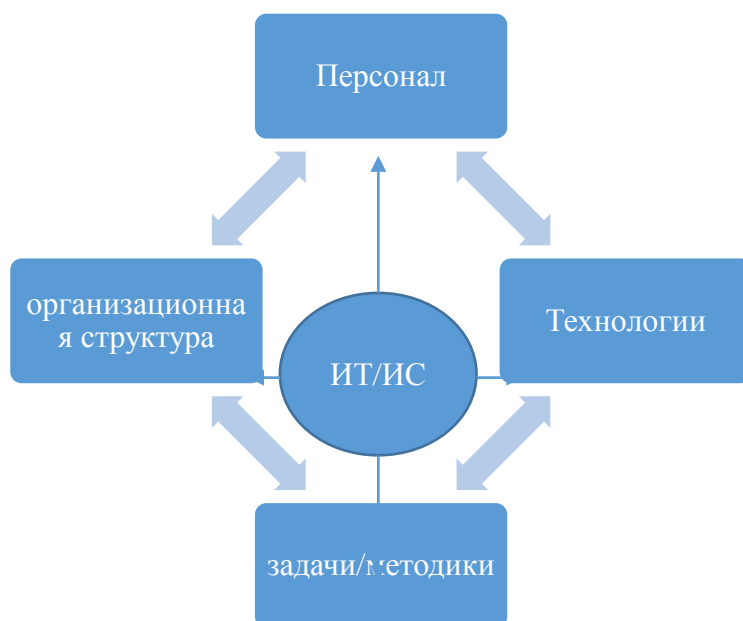 Персонал
организационна
я структура
Технологии
ИТ/ИС
задачи/методики